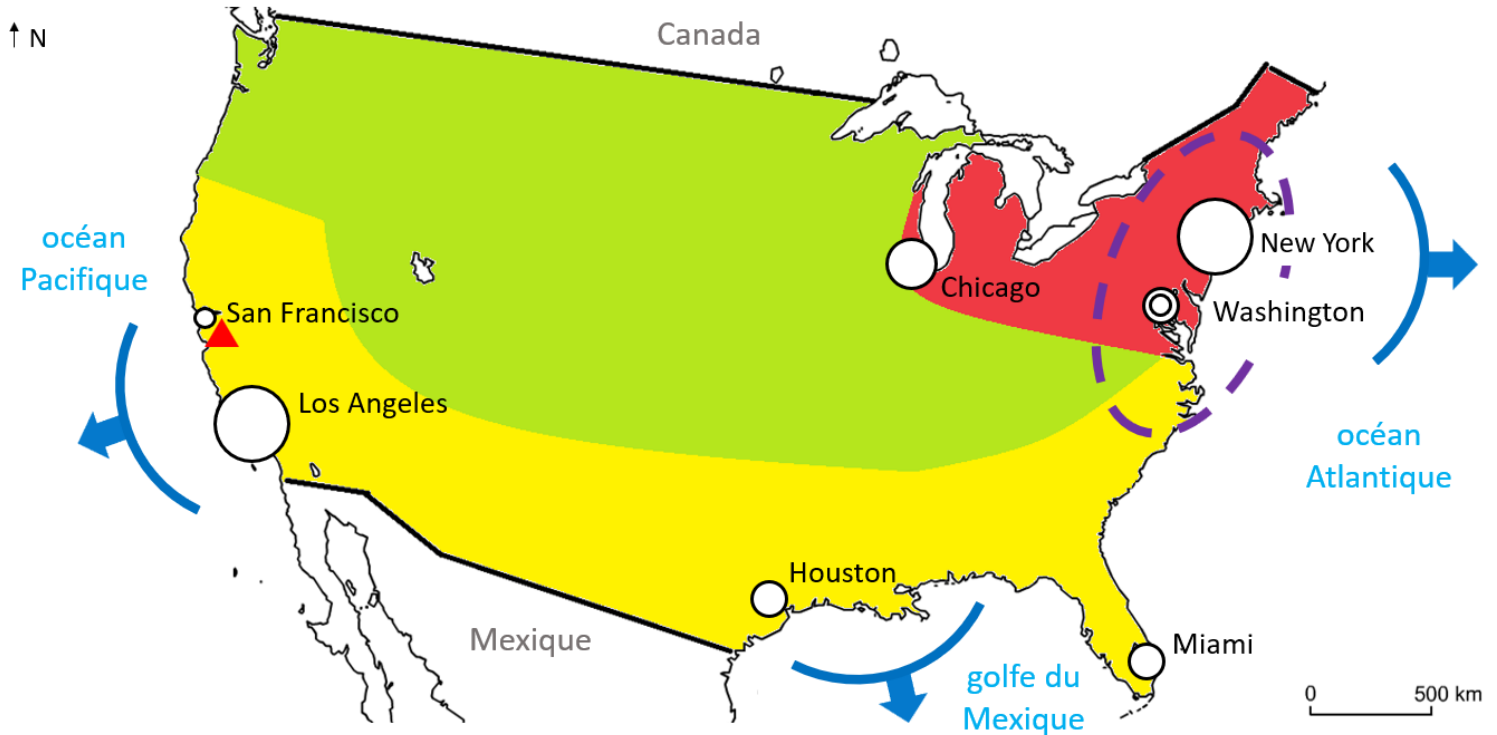 N
Canada
océan
Pacifique
New York
Chicago
Washington
San Francisco
Los Angeles
océan
Atlantique
Houston
Mexique
Miami
golfe du
Mexique
0 500 km